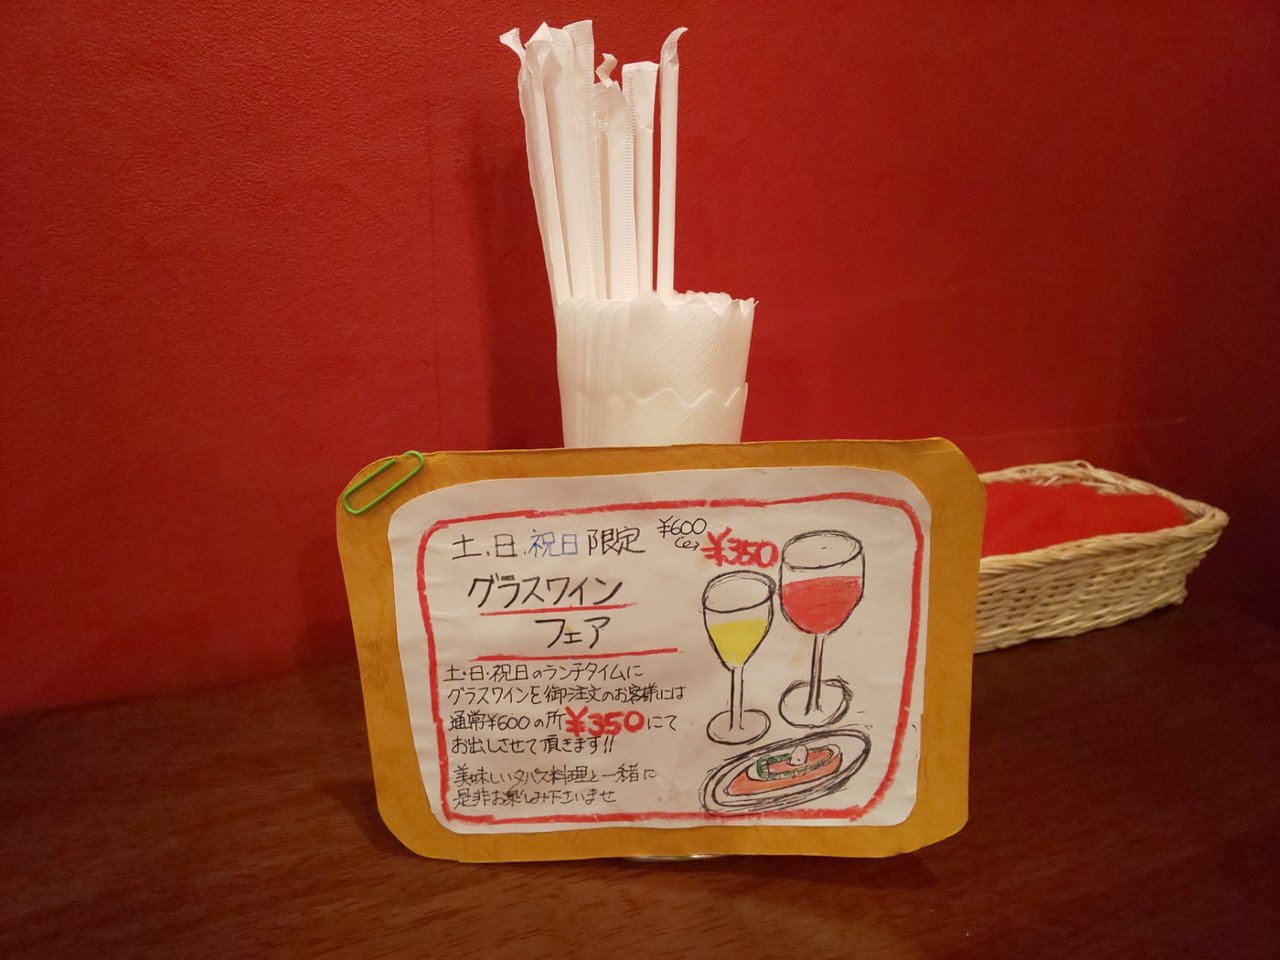 土.日.祝日限定
¥600
¥350
グラスワイン
フェア
土・日・祝日のランチタイムに
グラスワインを御注文のお客様には
通常¥600の所¥350にて
お出しさせて頂きます!!
美味しいタパス料理と一緒に
是非お楽しみ下さいませ